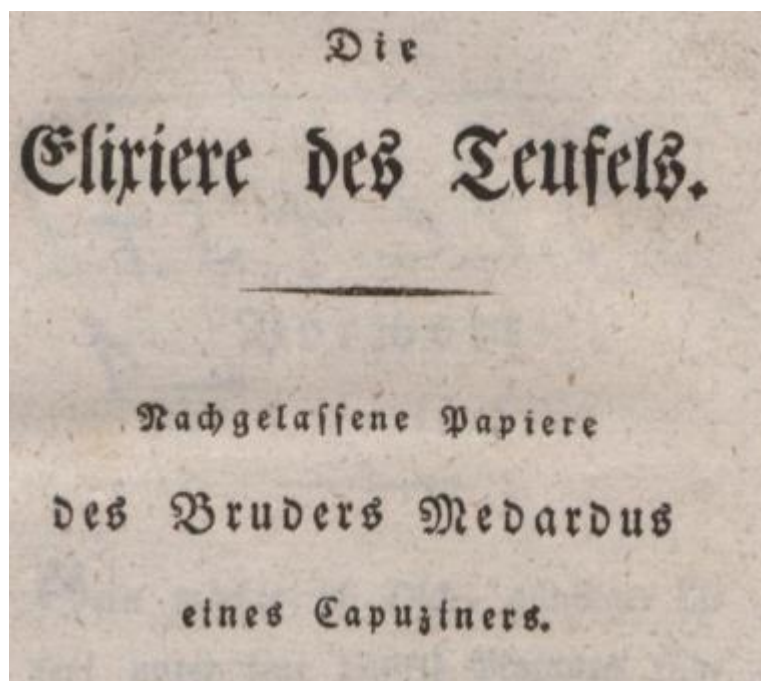 Die
Elixiere des Teufels.
Nachgelassene Papiere
des Bruders Medardus
eines Capuziners.